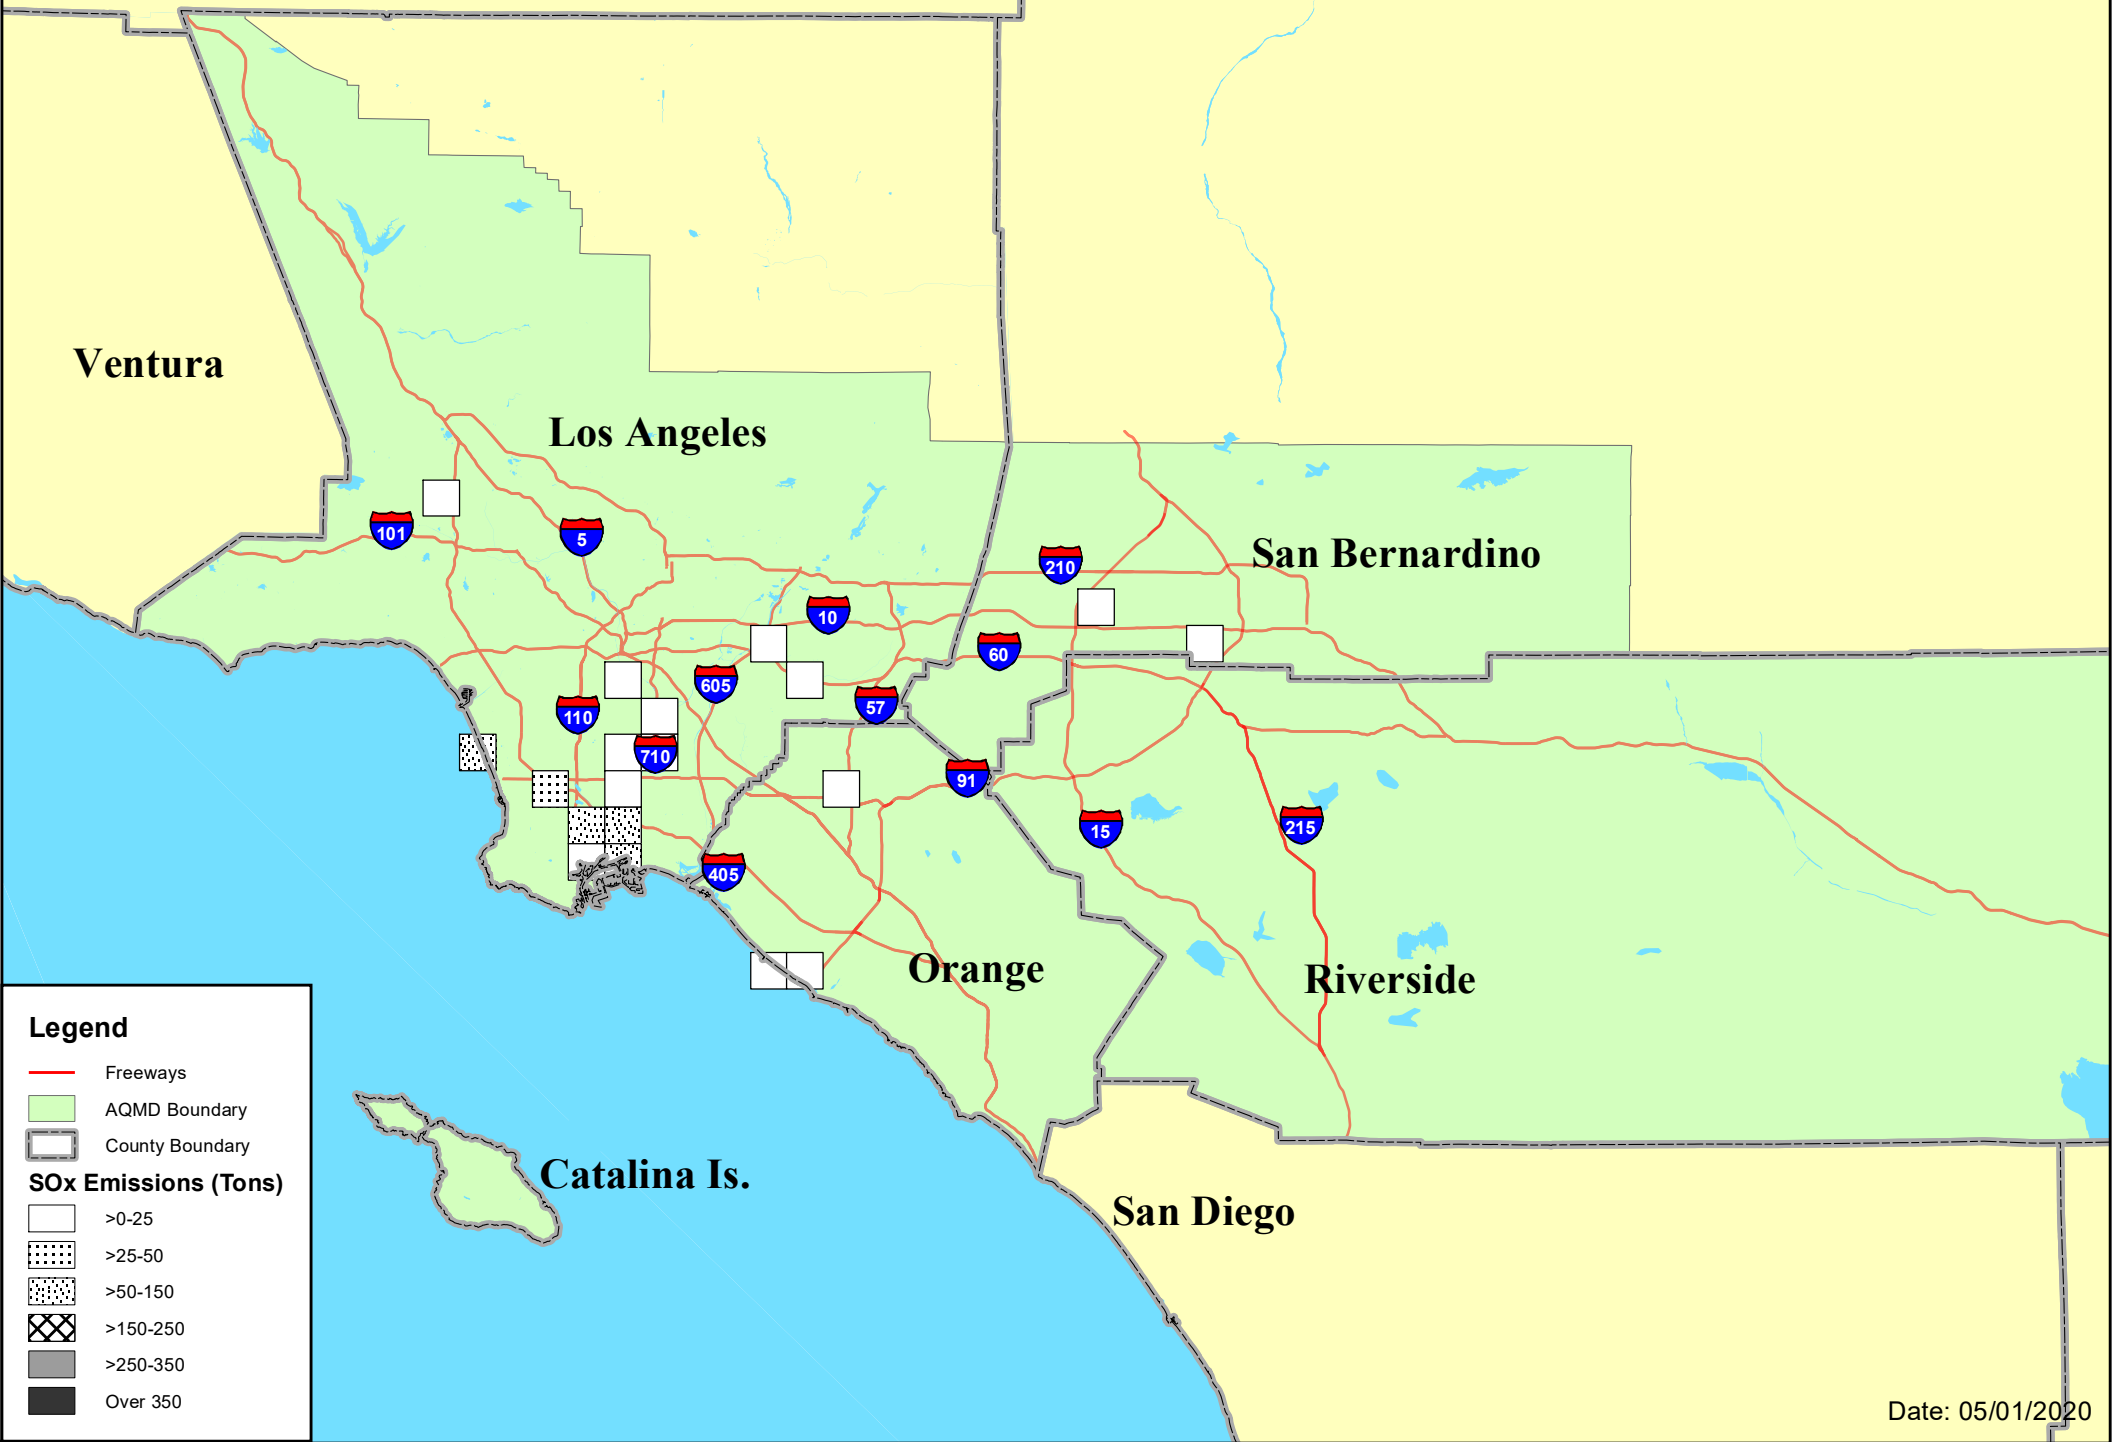 Ventura
Los Angeles
101
5
210
San Bernardino
10
60
605
57
110
710
91
15
215
405
Orange
Riverside
Legend
Freeways
AQMD Boundary
County Boundary
SOx Emissions (Tons)
>0-25
>25-50
>50-150
>150-250
>250-350
Over 350
Catalina Is.
San Diego
Date: 05/01/2020